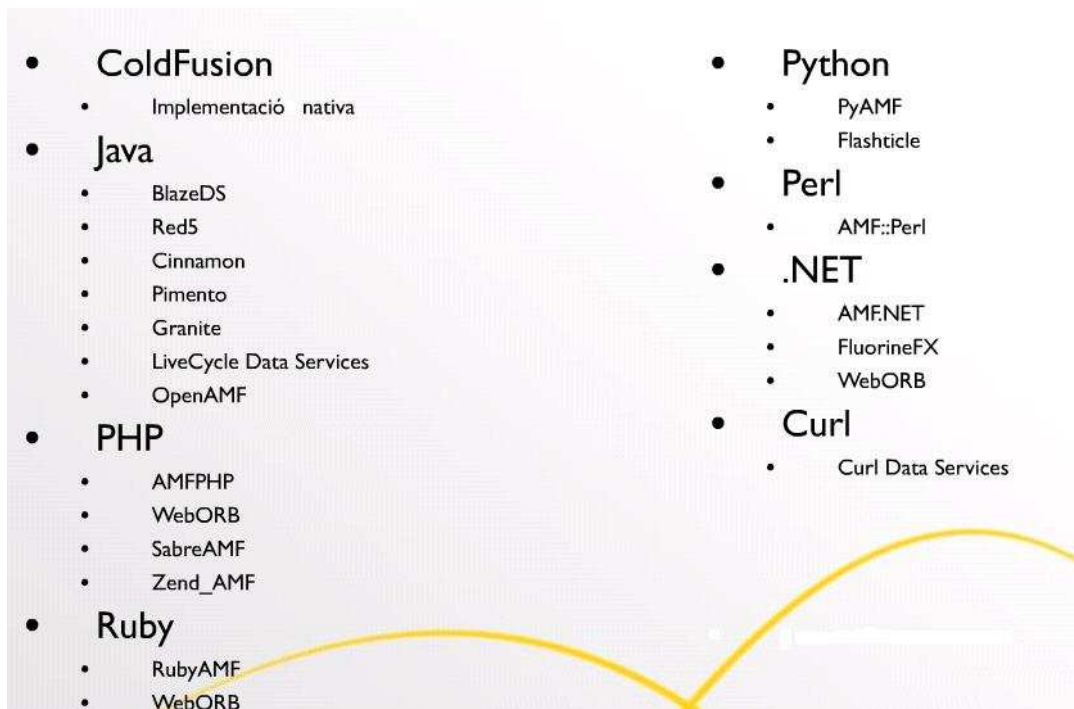 • ColdFusion
• Implementació nativa
• Java
• BlazeDS
• Red5
• Cinnamon
• Pimento
• Granite
• LiveCycle Data Services
• OpenAMF
• PHP
• AMFPHP
• WebORB
• SabreAMF
• Zend_AMF
• Ruby
• RubyAMF
• WebORB
• Python
• PyAMF
• Flashticle
• Perl
• AMF::Perl
• .NET
• AMF.NET
• FluorineFX
• WebORB
• Curl
• Curl Data Services